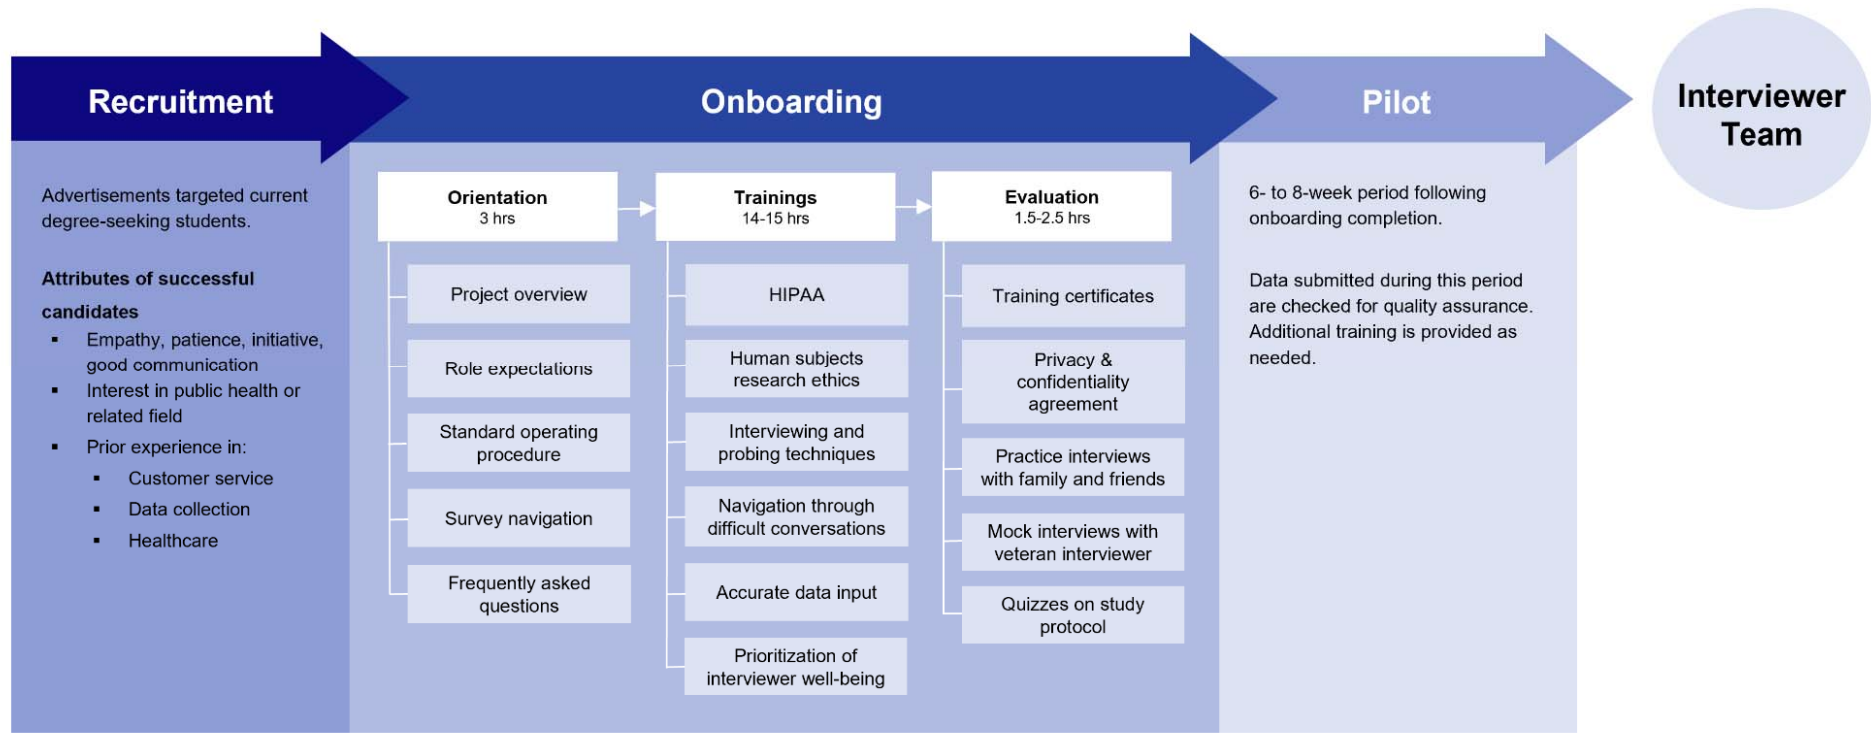 Recruitment
Onboarding
Pilot
Interviewer
Team
Advertisements targeted current
degree-seeking students.
Attributes of successful
candidates
▪ Empathy, patience, initiative,
good communication
▪ Interest in public health or
related field
▪ Prior experience in:
▪ Customer service
▪ Data collection
▪ Healthcare
Orientation
3 hrs
Project overview
Role expectations
Standard operating
procedure
Survey navigation
Frequently asked
questions
Trainings
14-15 hrs
HIPAA
Human subjects
research ethics
Interviewing and
probing techniques
Navigation through
difficult conversations
Accurate data input
Prioritization of
interviewer well-being
Evaluation
1.5-2.5 hrs
Training certificates
Privacy &
confidentiality
agreement
Practice interviews
with family and friends
Mock interviews with
veteran interviewer
Quizzes on study
protocol
6- to 8-week period following
onboarding completion.
Data submitted during this period
are checked for quality assurance.
Additional training is provided as
needed.